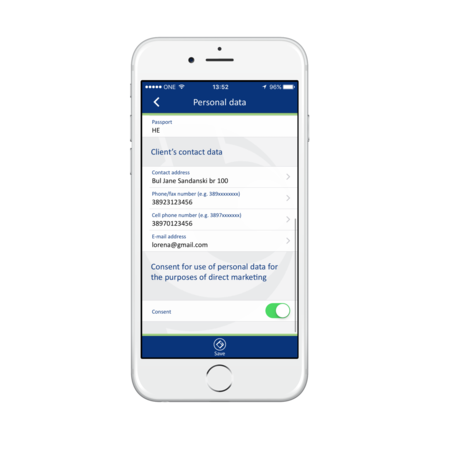 ONE 13:52 96%
Personal data
Passport
HE
Client's contact data
Contact address
Bul Jane Sandanski br 100
Phone/fax number (e.g. 389xxxxxxxx)
38923123456
Cell phone number (e.g. 3897xxxxxxx)
38970123456
E-mail address
lorena@gmail.com
Consent for use of personal data for
the purposes of direct marketing
Consent
Save